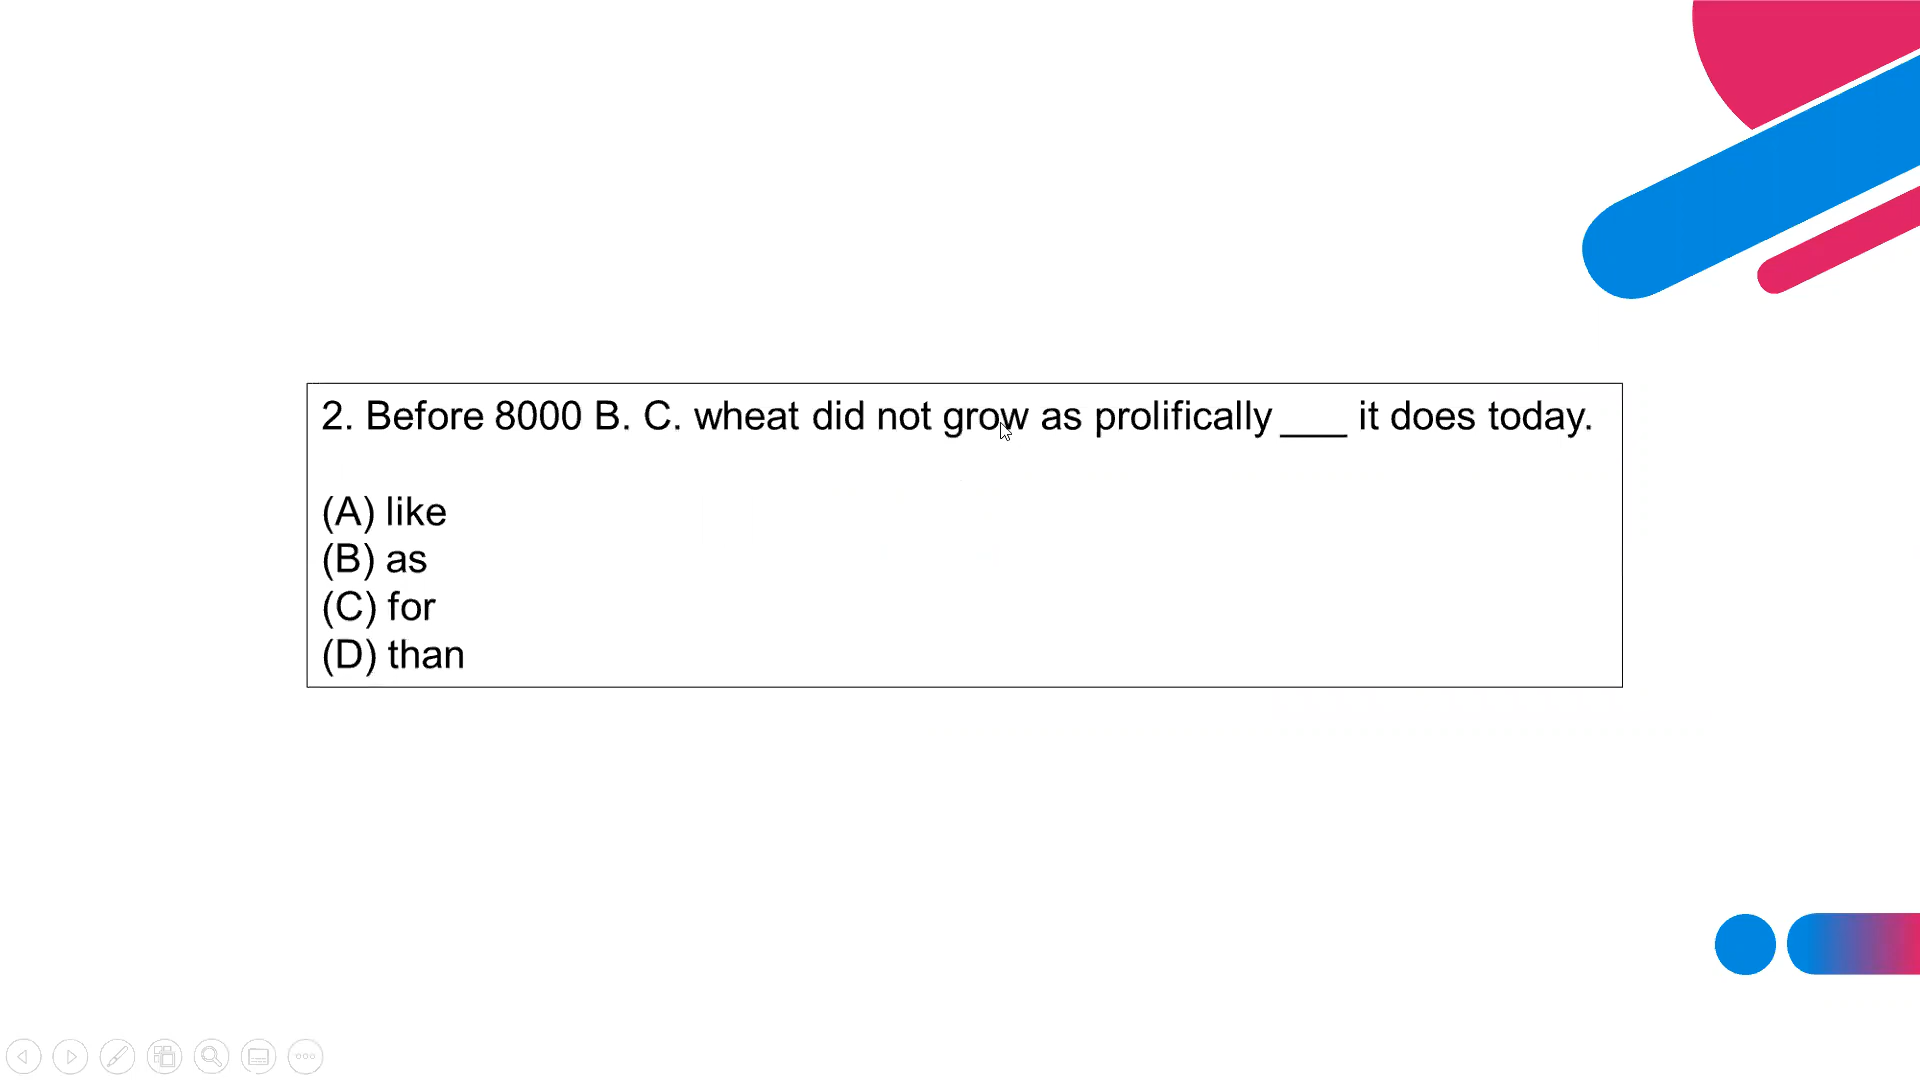 2. Before 8000 B. C. wheat did not grow as prolifically ___ it does today.
(A) like
(B) as
(C) for
(D) than